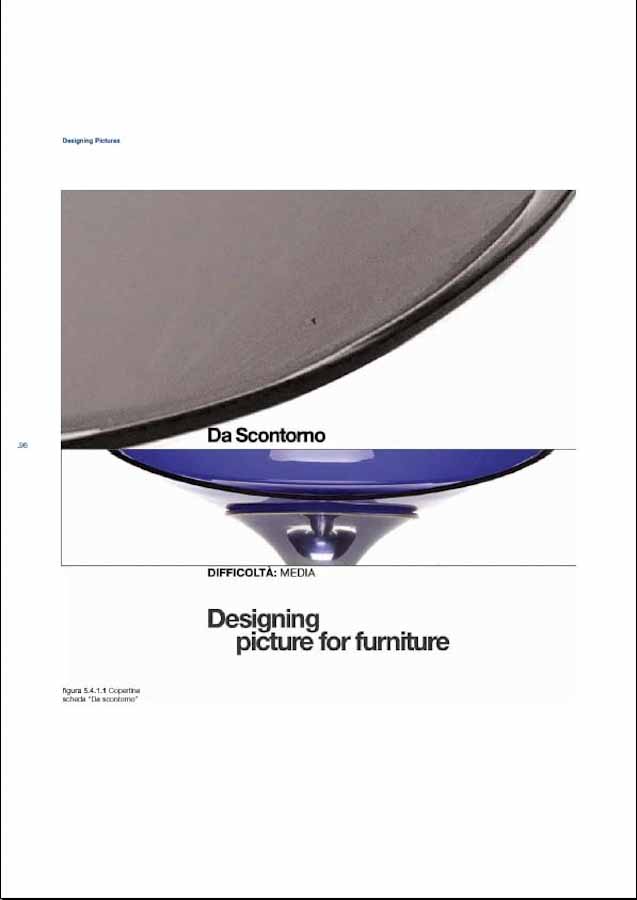 Designing Pictures
Da Scontorno
.96
DIFFICOLTÀ: MEDIA
Designing
picture for furniture
figura 5.4.1.1 Copertina
scheda "Da scontorno"